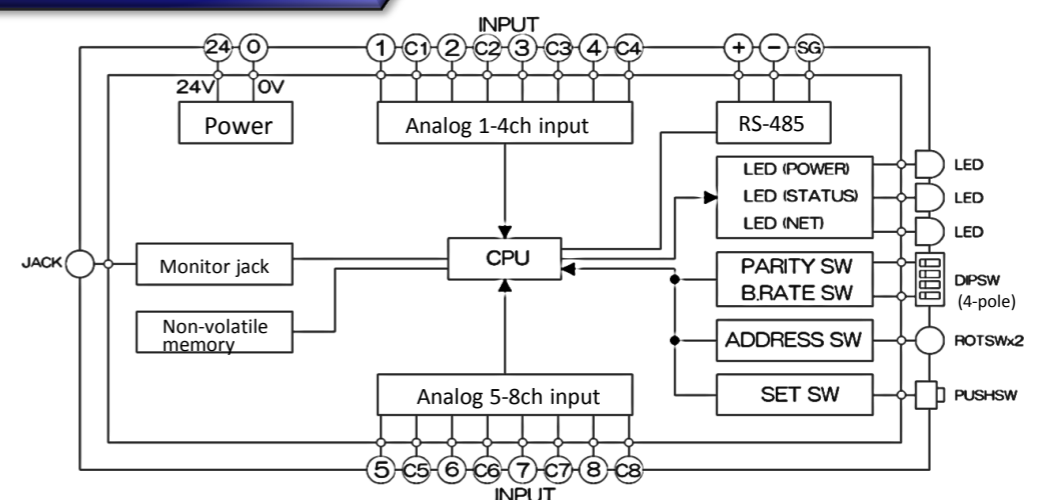 INPUT
24 0 1 C1 2 C2 3 C3 4 C4 + − SG
24V 0V
Power
Analog 1-4ch input
RS-485
LED (POWER)
LED (STATUS)
LED (NET)
LED
LED
LED
JACK
Monitor jack
CPU
PARITY SW
B.RATE SW
DIPSW
(4-pole)
Non-volatile
memory
ADDRESS SW
ROTSWx2
Analog 5-8ch input
SET SW
PUSHSW
5 C5 6 C6 7 C7 8 C8
INPUT